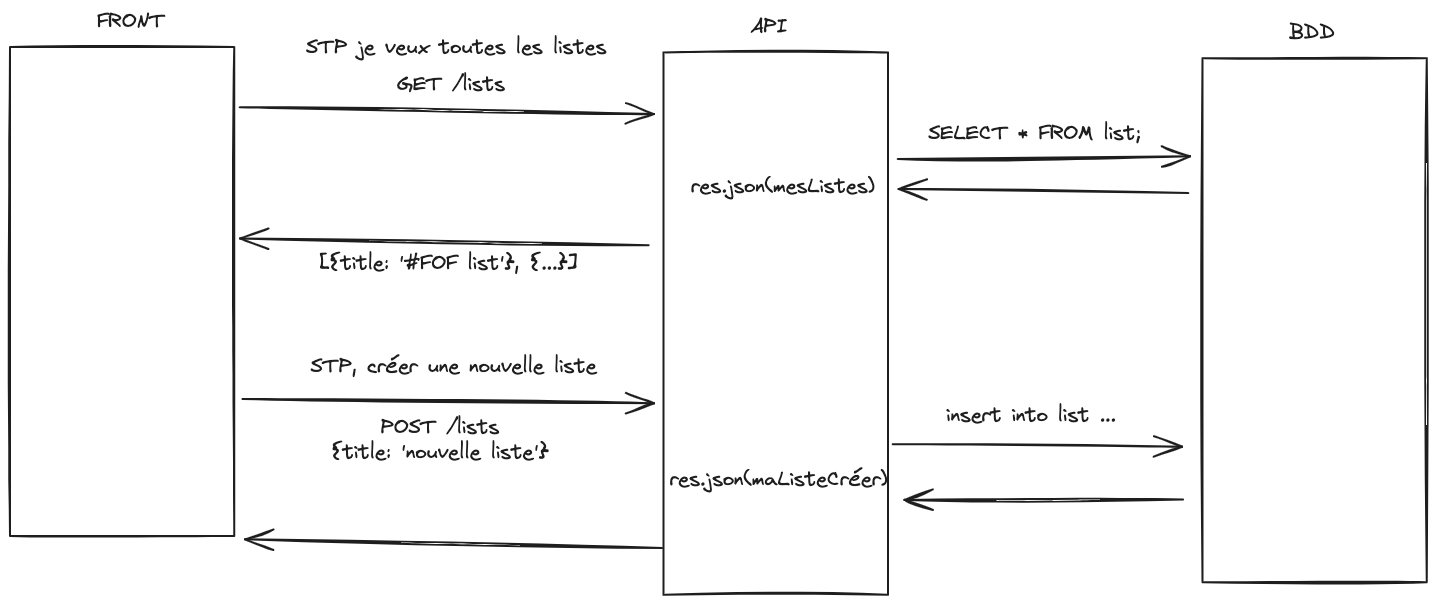 FRONT
API
BDD
STP je veux toutes les listes
GET /lists
SELECT * FROM list;
res.json(mesListes)
[{title: '#FOF list'}, {...}]
STP, créer une nouvelle liste
POST /lists
{title: 'nouvelle liste'}
insert into list ...
res.json(maListeCréer)